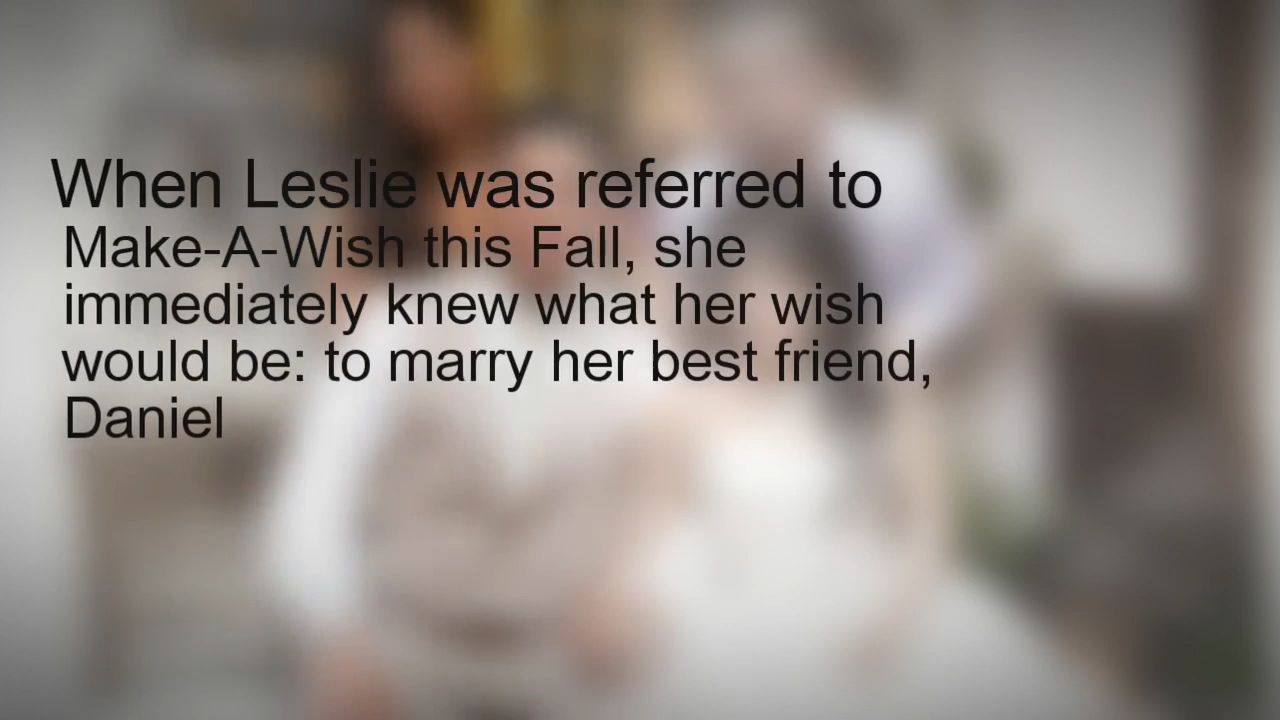 When Leslie was referred to
Make-A-Wish this Fall, she
immediately knew what her wish
would be: to marry her best friend,
Daniel